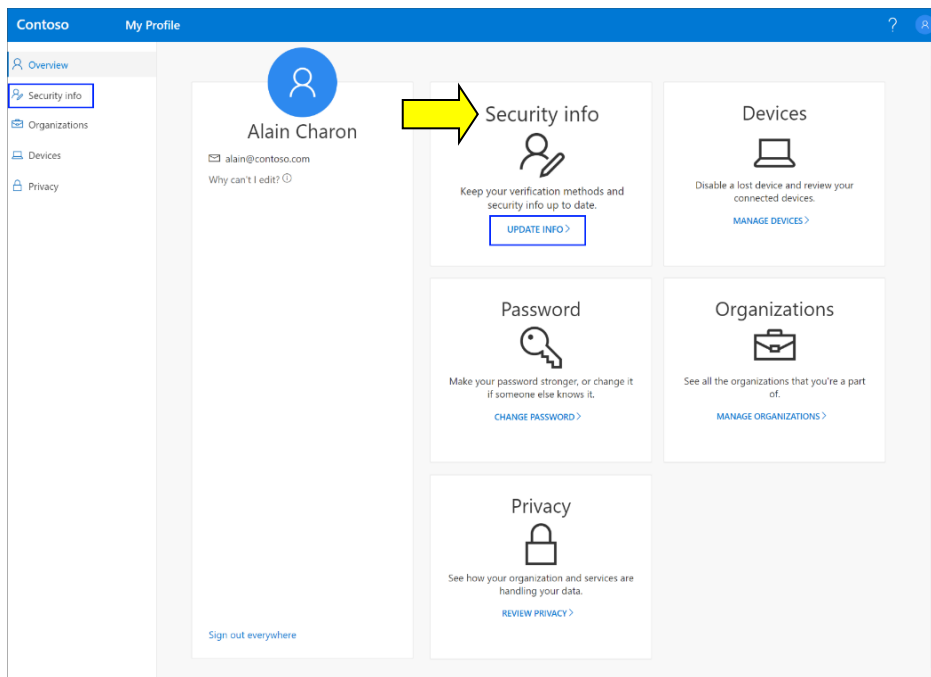 Contoso My Profile ?
Overview
Security info
Organizations
Devices
Privacy
Alain Charon
alain@contoso.com
Why can't I edit?
Sign out everywhere
Security info
Keep your verification methods and
security info up to date.
UPDATE INFO
Devices
Disable a lost device and review your
connected devices.
MANAGE DEVICES
Password
Make your password stronger, or change it
if someone else knows it.
CHANGE PASSWORD
Organizations
See all the organizations that you're a part
of.
MANAGE ORGANIZATIONS
Privacy
See how your organization and services are
handling your data.
REVIEW PRIVACY